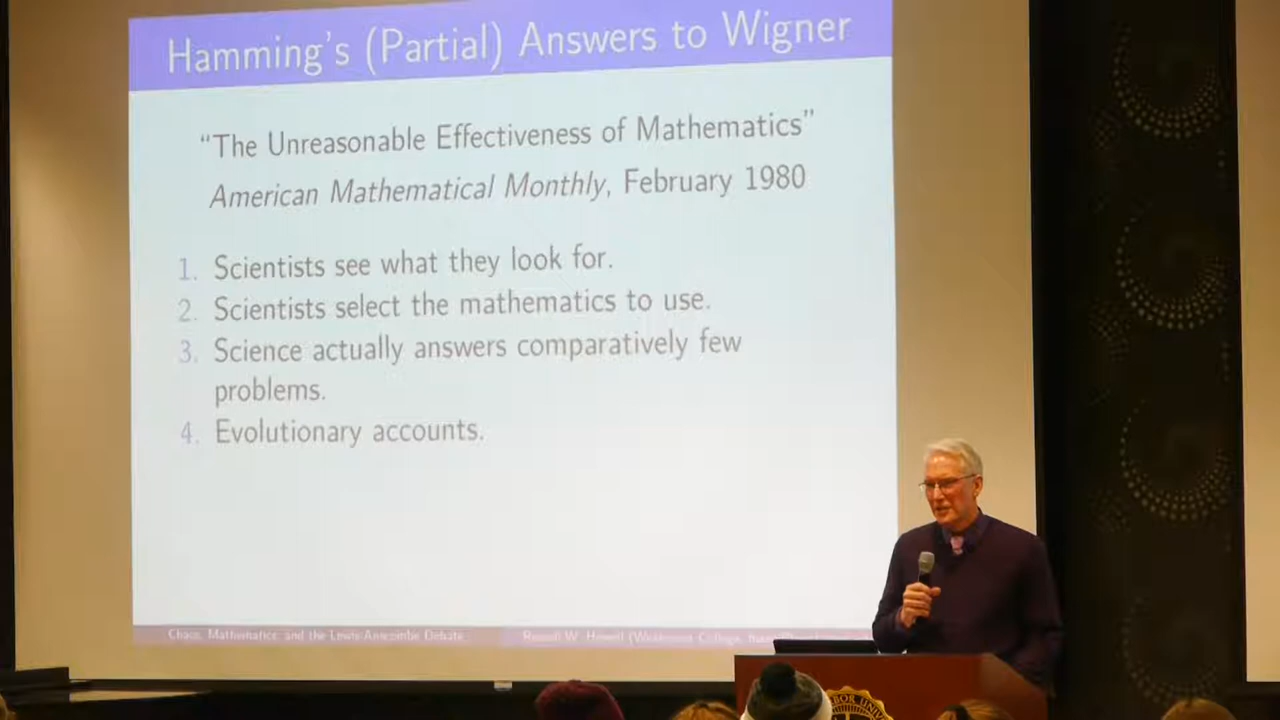 Hamming's (Partial) Answers to Wigner
“The Unreasonable Effectiveness of Mathematics”
American Mathematical Monthly, February 1980
1. Scientists see what they look for.
2. Scientists select the mathematics to use.
3. Science actually answers comparatively few
problems.
4. Evolutionary accounts.
Chaos, Mathematics, and the Lewis-Anscombe Debate
Russell W. Howell (Westmont College,
BOR UNIV